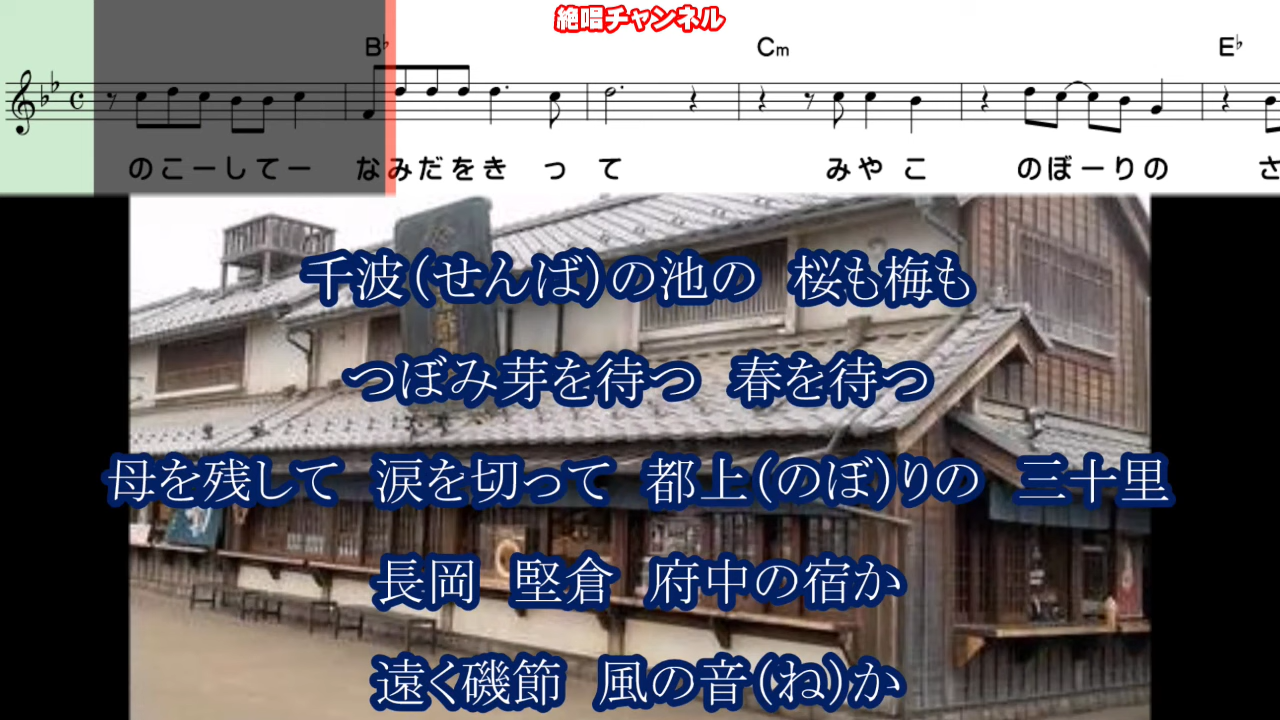 絶唱チャンネル
B♭ Cm E♭
のこーしてー なみだをきって みやこ のぼーりの さ
千波（せんば）の池の 桜も梅も
つぼみ芽を待つ 春を待つ
母を残して 涙を切って 都上（のぼ）りの 三十里
長岡 堅倉 府中の宿か
遠く磯節 風の音（ね）か